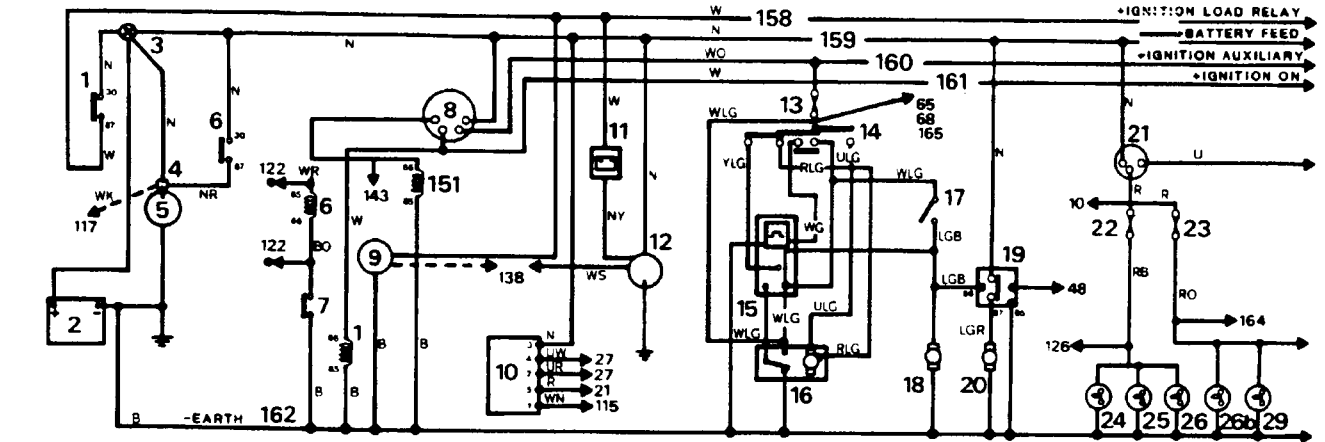 W 158 +IGNITION LOAD RELAY
N 159 +BATTERY FEED
WO 160 +IGNITION AUXILIARY
W 161 +IGNITION ON
3
N
1
30
N
87
W
N
4
5
WK
117
N
6
30
87
NR
2
+
-
8
122
WR
6
85
86
122
BO
7
B
143
86
151
85
W
9
1
86
85
B
B
B
138
W
11
NY
N
12
WS
10
3
N
4
UW
27
7
UR
27
R
21
WN
115
13
65
68
165
14
WLG
YLG
RLG
ULG
WLG
17
WG
LGB
15
WLG
ULG
WLG
RLG
16
18
N
19
LGB
48
87
LGR
20
N
21
U
R
R
10
22
23
RB
RO
164
126
24
25
26
26b
29
B
-EARTH
162